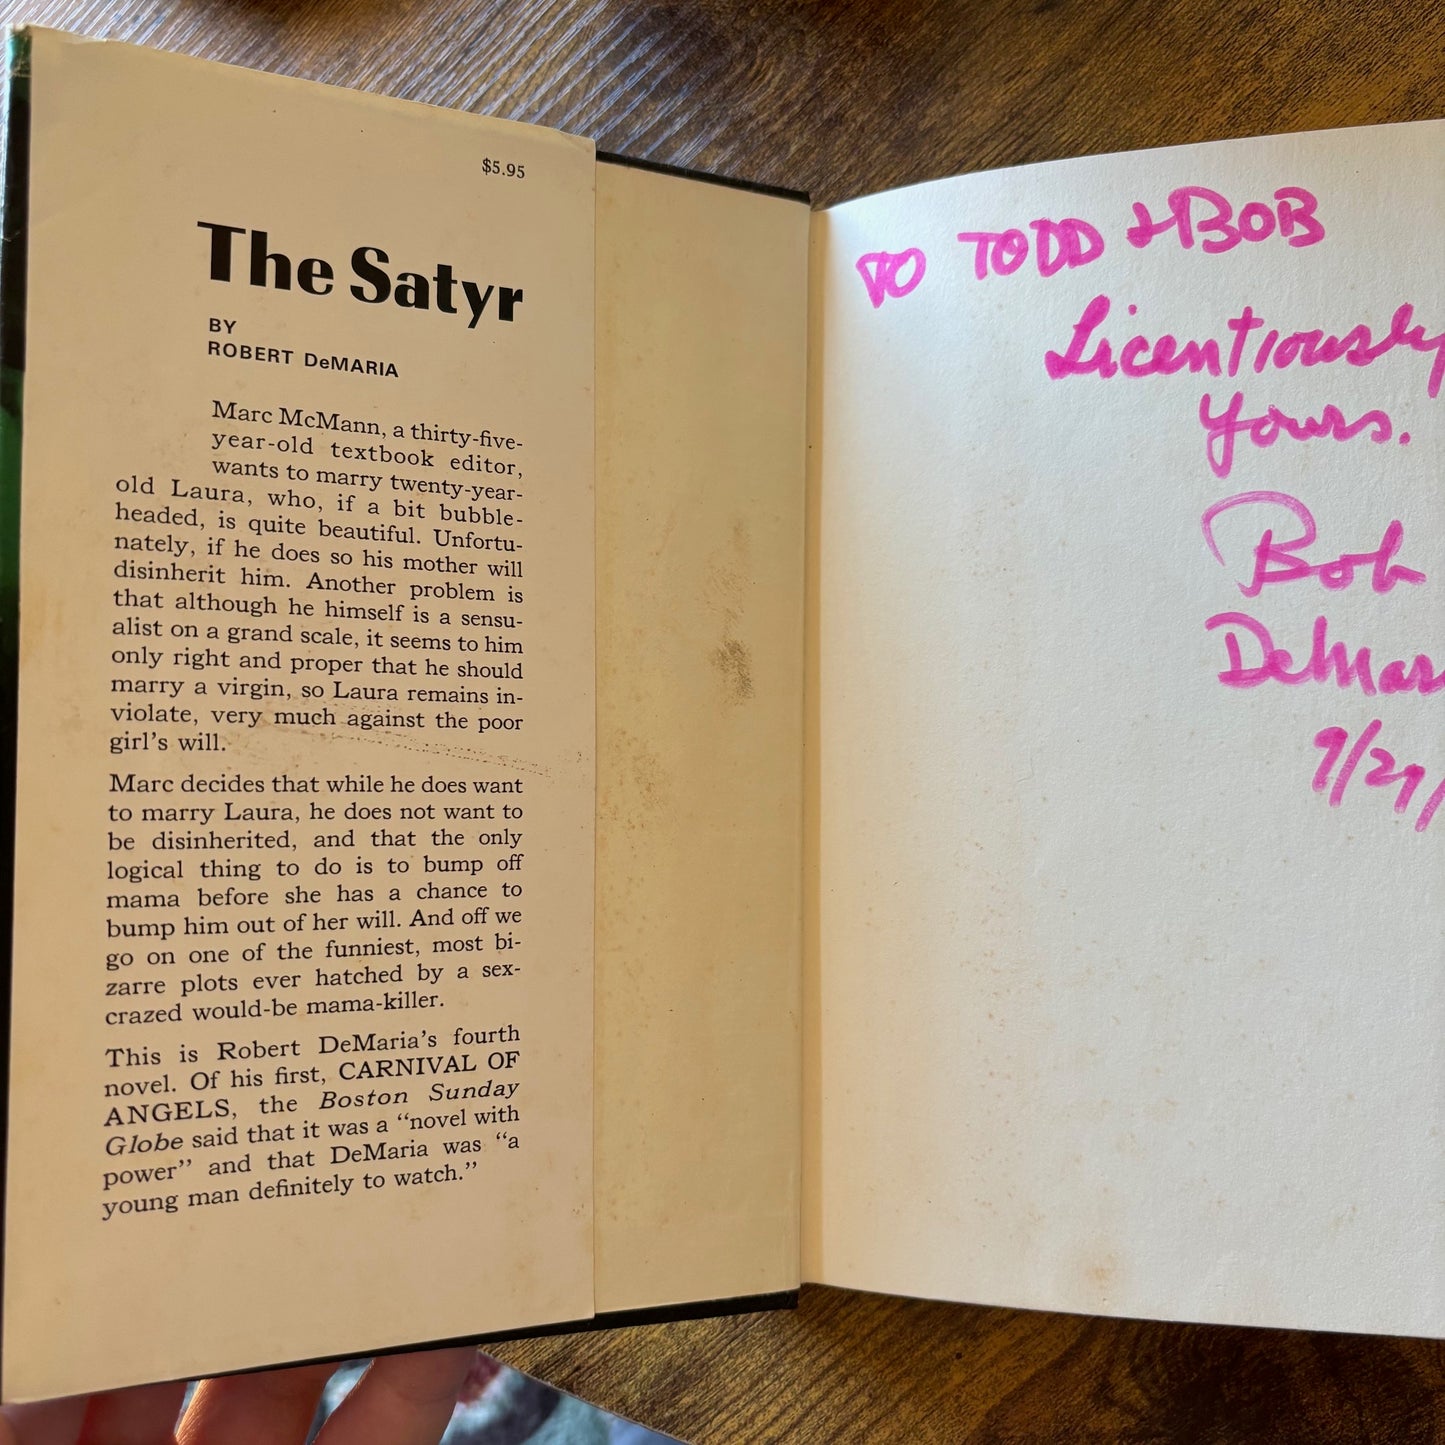 $5.95
The Satyr
BY
ROBERT DeMARIA
Marc McMann, a thirty-five-
year-old textbook editor,
wants to marry twenty-year-
old Laura, who, if a bit bubble-
headed, is quite beautiful. Unfortu-
nately, if he does so his mother will
disinherit him. Another problem is
that although he himself is a sensu-
alist on a grand scale, it seems to him
only right and proper that he should
marry a virgin, so Laura remains in-
violate, very much against the poor
girl's will.
Marc decides that while he does want
to marry Laura, he does not want to
be disinherited, and that the only
logical thing to do is to bump off
mama before she has a chance to
bump him out of her will. And off we
go on one of the funniest, most bi-
zarre plots ever hatched by a sex-
crazed would-be mama-killer.
This is Robert DeMaria's fourth
novel. Of his first, CARNIVAL OF
ANGELS, the Boston Sunday
Globe said that it was a "novel with
power" and that DeMaria was "a
young man definitely to watch."
TO TODD & BOB
Licentiously
Yours.
Bob
DeMar
9/27/